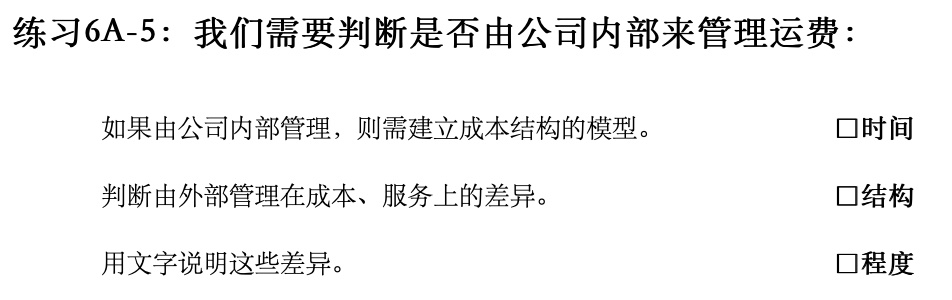 练习6A-5：我们需要判断是否由公司内部来管理运费：
如果由公司内部管理，则需建立成本结构的模型。 □时间
判断由外部管理在成本、服务上的差异。 □结构
用文字说明这些差异。 □程度